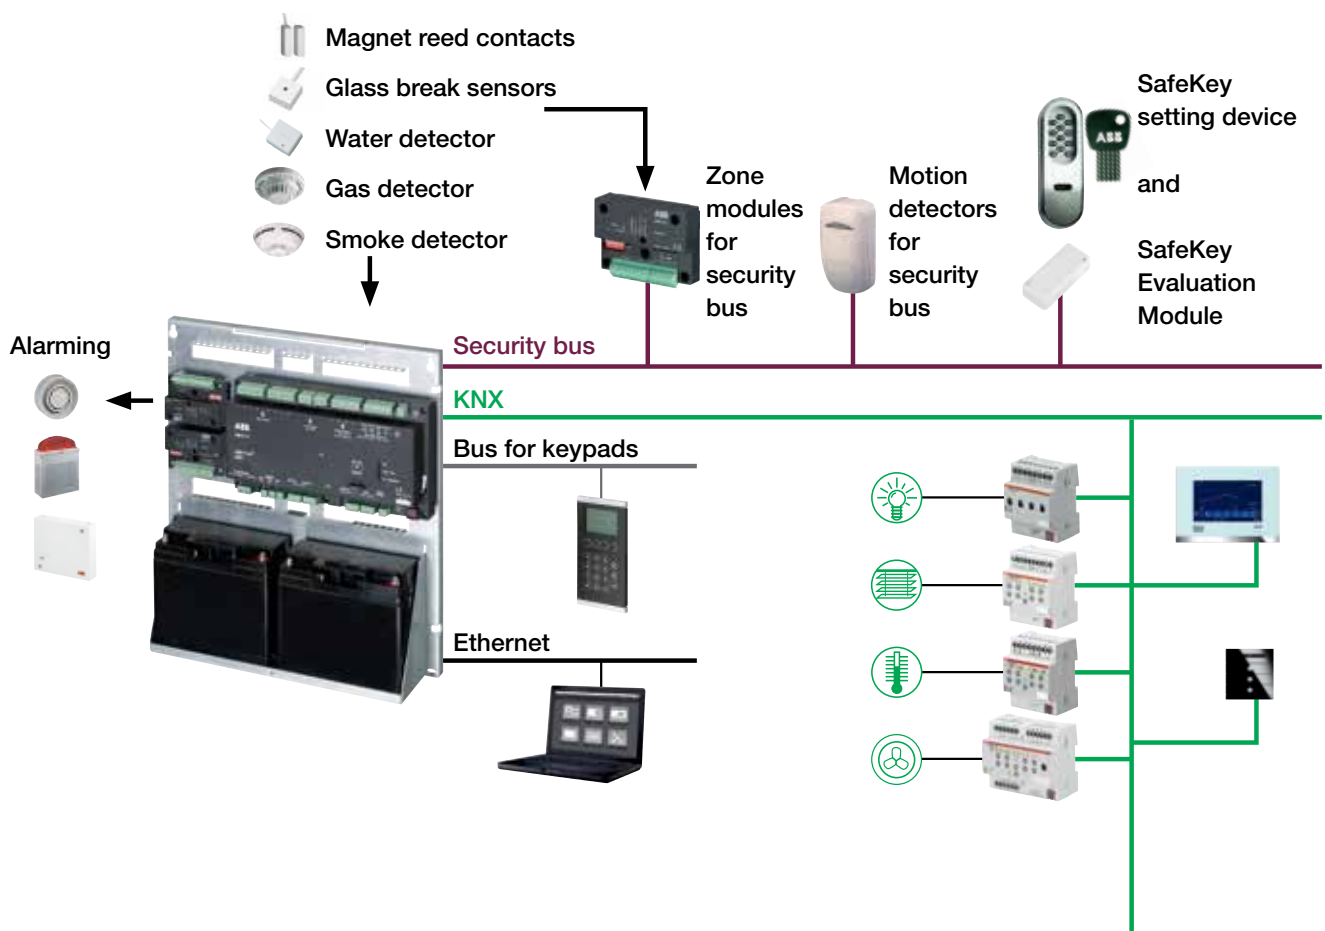 Magnet reed contacts
Glass break sensors
Water detector
Gas detector
Smoke detector
Zone
modules
for
security
bus
Motion
detectors
for
security
bus
SafeKey
setting device
and
SafeKey
Evaluation
Module
ABB
Alarming
Security bus
KNX
Bus for keypads
Ethernet
ABB
ABB